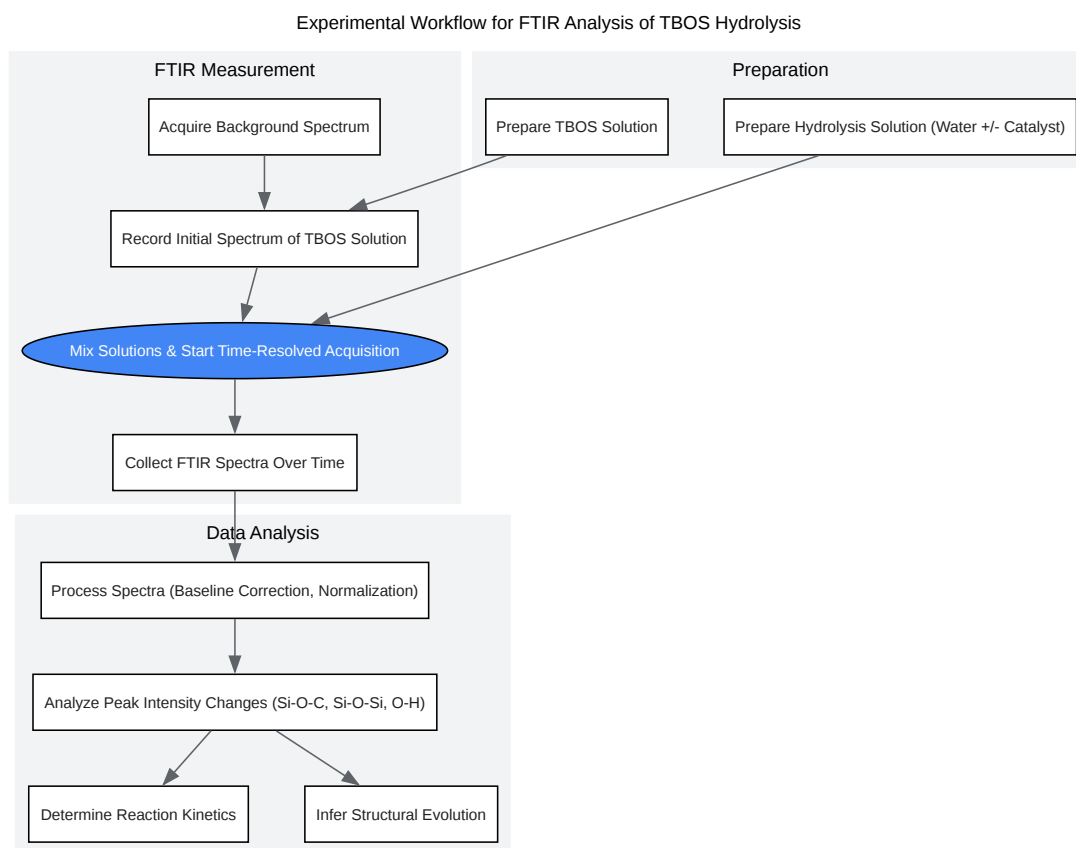 Experimental Workflow for FTIR Analysis of TBOS Hydrolysis
FTIR Measurement
Preparation
Acquire Background Spectrum
Prepare TBOS Solution
Prepare Hydrolysis Solution (Water +/- Catalyst)
Record Initial Spectrum of TBOS Solution
Mix Solutions & Start Time-Resolved Acquisition
Collect FTIR Spectra Over Time
Data Analysis
Process Spectra (Baseline Correction, Normalization)
Analyze Peak Intensity Changes (Si-O-C, Si-O-Si, O-H)
Determine Reaction Kinetics
Infer Structural Evolution